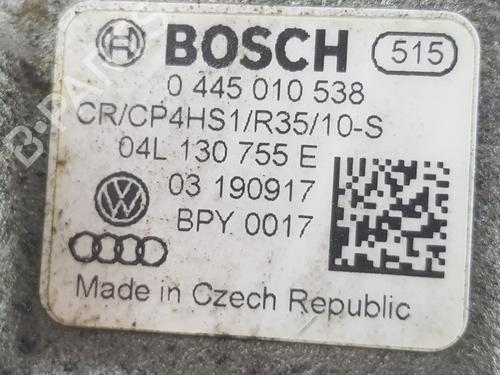 BOSCH 515
0 445 010 538
CR/CP4HS1/R35/10-S
04L 130 755 E
03 190917
BPY 0017
Made in Czech Republic
B-PARTS